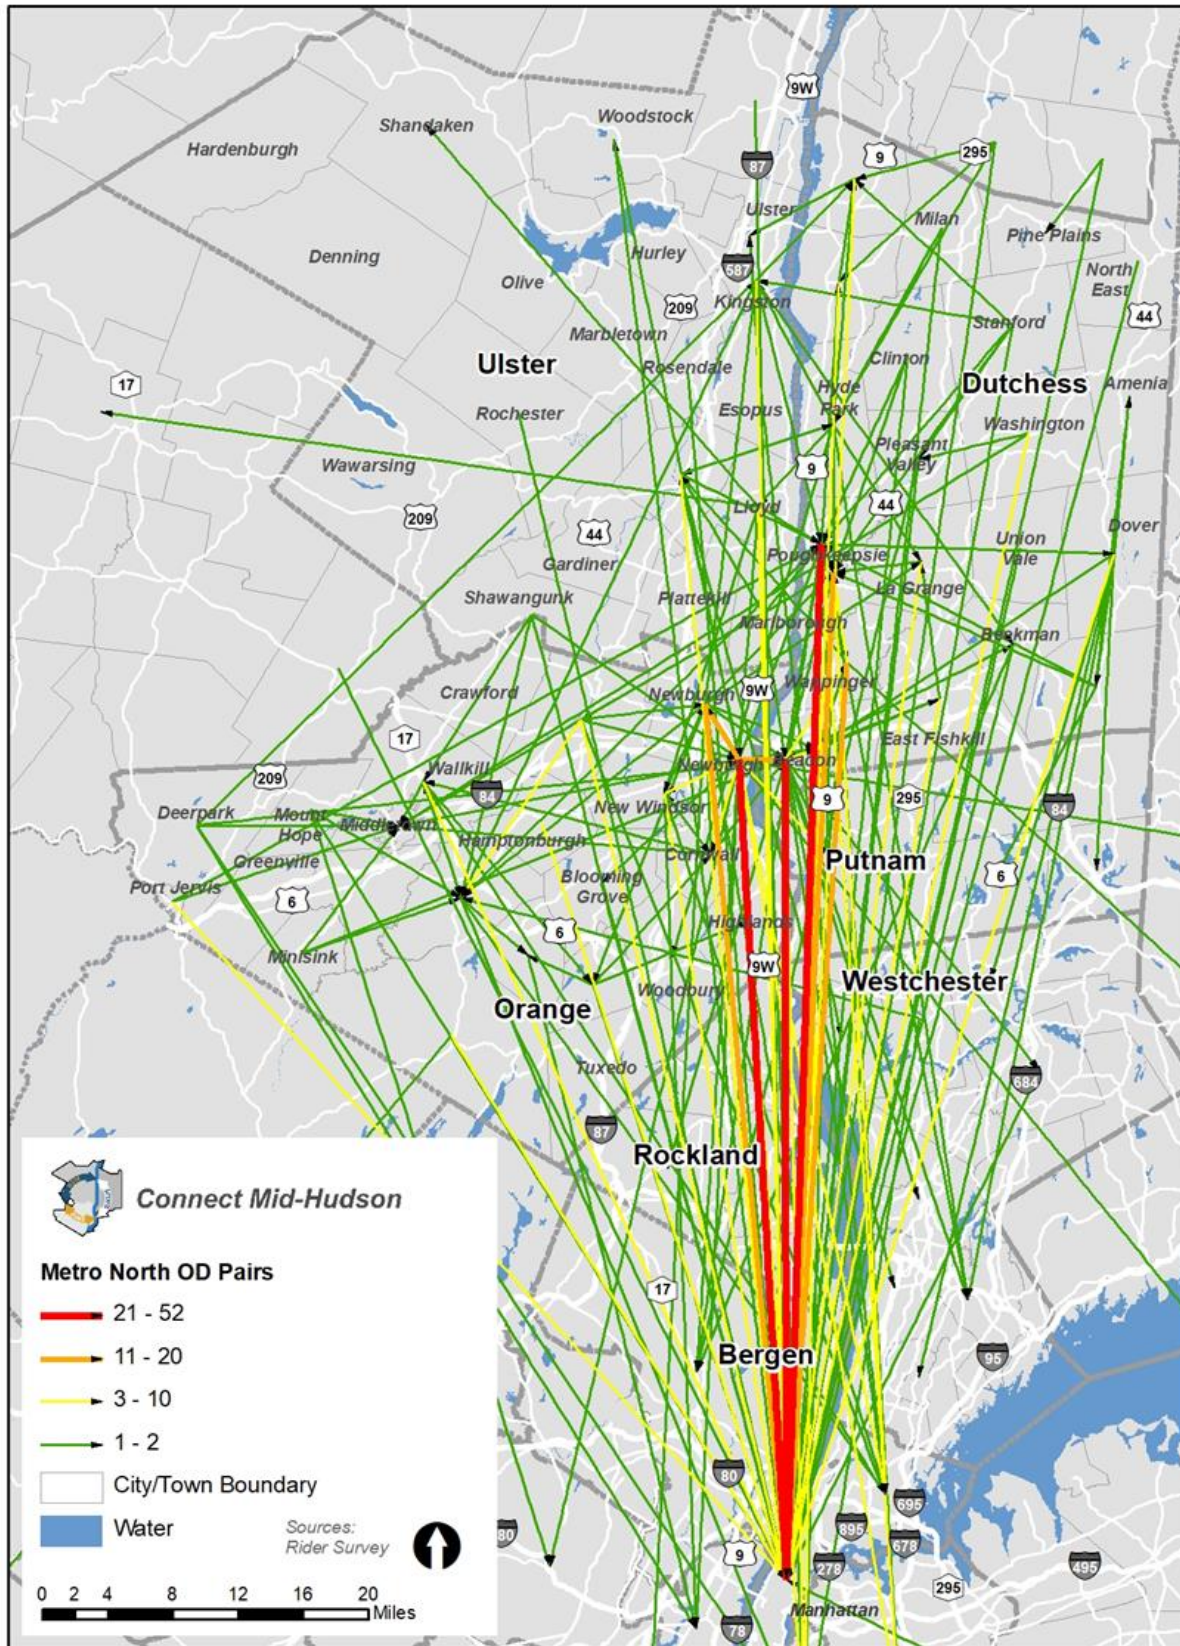 9W
Woodstock
Shandaken
Hardenburgh
9
295
87
Ulster
Milan
Pine Plains
Denning
Hurley
587
Olive
North
East
209
Kingston
44
Stanford
Marbletown
Clinton
Ulster
Rosendale
17
Hyde
Park
Dutchess
Amenia
Rochester
Esopus
Washington
Pleasant
Valley
Wawarsing
9
209
44
Lloyd
44
Dover
Union
Vale
Poughkeepsie
Gardiner
La Grange
Shawangunk
Plattekill
Marlborough
Beekman
Crawford
Newburgh
9W
Wappinger
17
East Fishkill
209
Wallkill
Newburgh
Beacon
84
Deerpark
Mount
Hope
Middletown
New Windsor
9
295
84
Hamptonburgh
Greenville
Cornwall
Putnam
Port Jervis
6
Blooming
Grove
6
Highlands
6
Minisink
9W
Woodbury
Westchester
Orange
Tuxedo
684
87
Rockland
Connect Mid-Hudson
Metro North OD Pairs
21 - 52
11 - 20
3 - 10
1 - 2
City/Town Boundary
Water
Sources:
Rider Survey
0 2 4 8 12 16 20
Miles
17
Bergen
95
80
695
80
895
678
9
278
495
295
Manhattan
78